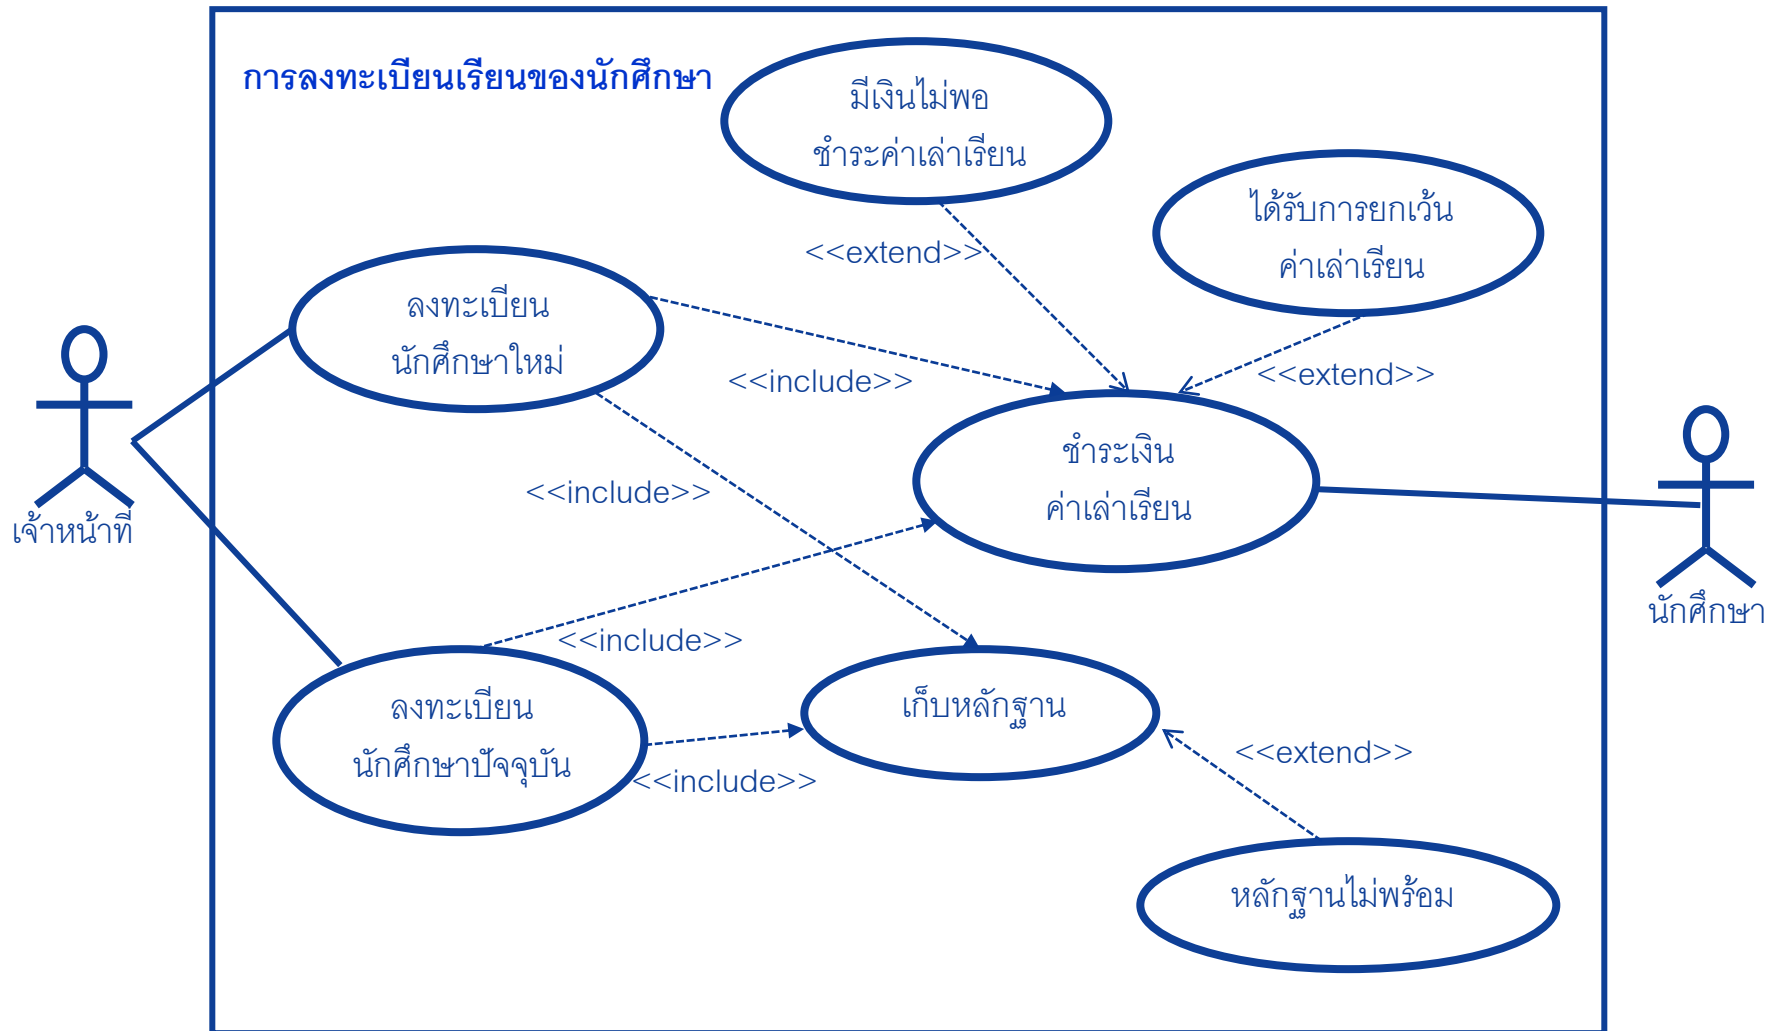 การลงทะเบียนเรียนของนักศึกษา
มีเงินไม่พอ
ชำระค่าเล่าเรียน
ได้รับการยกเว้น
ค่าเล่าเรียน
<<extend>>
ลงทะเบียน
นักศึกษาใหม่
<<include>>
<<extend>>
ชำระเงิน
ค่าเล่าเรียน
<<include>>
เจ้าหน้าที่
นักศึกษา
<<include>>
ลงทะเบียน
นักศึกษาปัจจุบัน
เก็บหลักฐาน
<<extend>>
<<include>>
หลักฐานไม่พร้อม